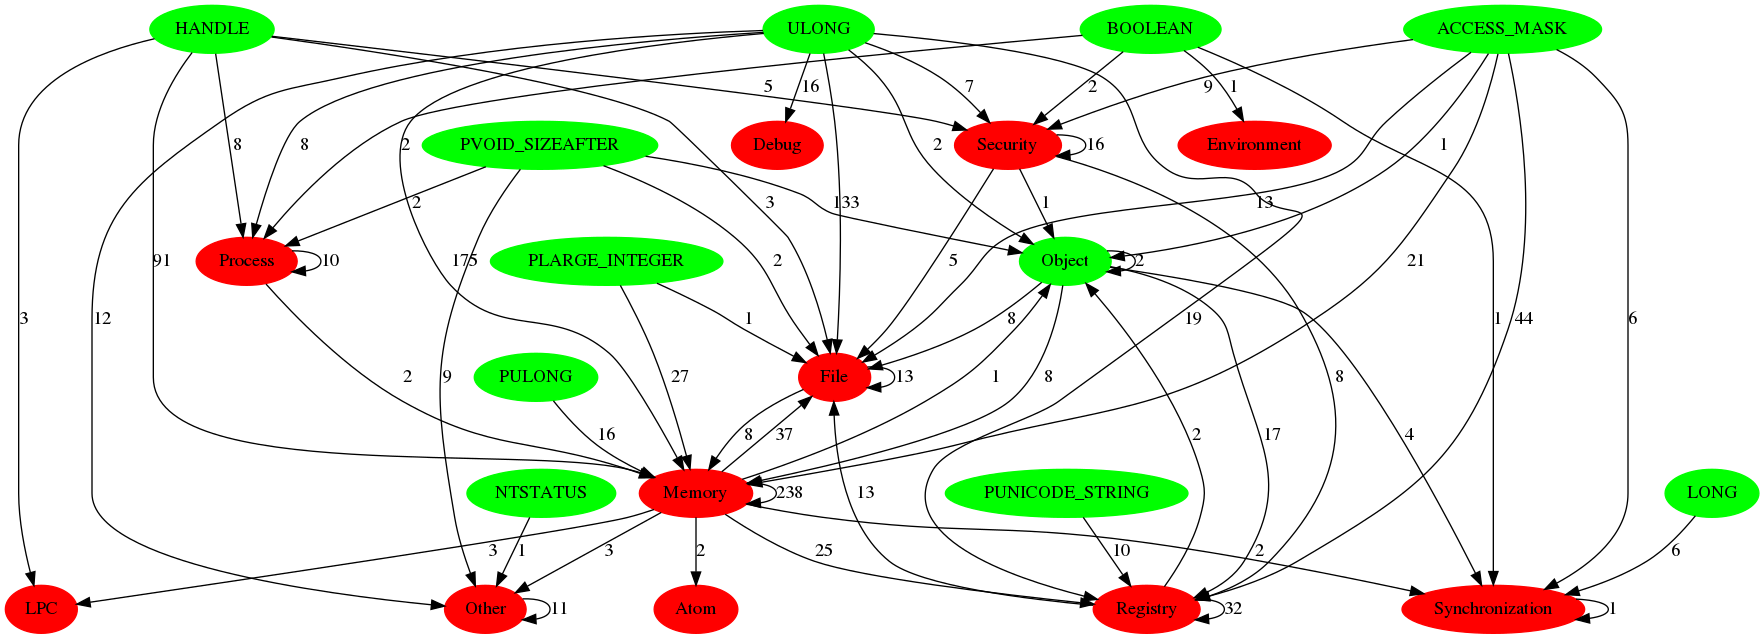 HANDLE ULONG BOOLEAN ACCESS_MASK
5 16 7 2 1 9
PVOID_SIZEAFTER Debug Security Environment
8 8 2 2 16 1
2 3 133 1 13
Process PLARGE_INTEGER Object
91 10 175 2 5 2 21
3 12 1 8 19 1 44 6
PULONG File
2 9 27 13 1 8 8
16 8 37 2 17 4
NTSTATUS Memory PUNICODE_STRING LONG
238 13
3 1 3 2 25 10 2 6
LPC Other Atom Registry Synchronization
11 32 1